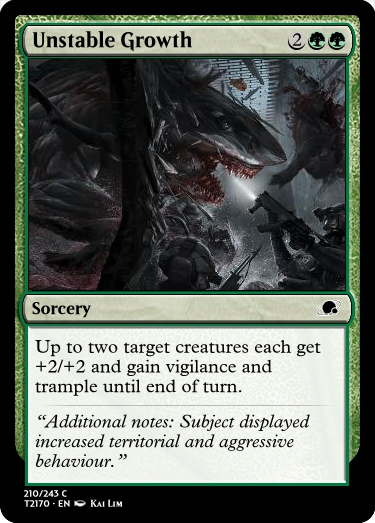 Unstable Growth 2
Sorcery
Up to two target creatures each get
+2/+2 and gain vigilance and
trample until end of turn.
“Additional notes: Subject displayed
increased territorial and aggressive
behaviour.”
210/243 C
T2170 · EN Kai Lim